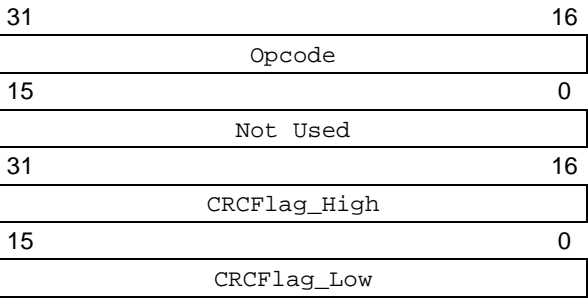 31 16
Opcode
15 0
Not Used
31 16
CRCFlag_High
15 0
CRCFlag_Low